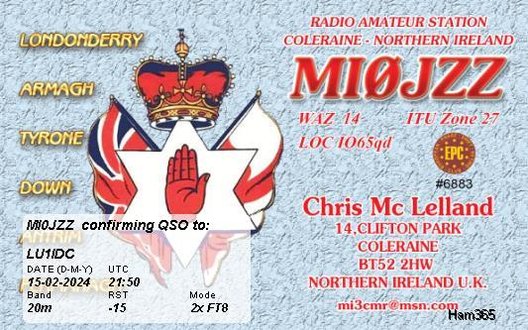 RADIO AMATEUR STATION
COLERAINE - NORTHERN IRELAND
MIØJZZ
WAZ 14 ITU Zone 27
LOC IO65qd
EPC
#6883
LONDONDERRY
ARMAGH
TYRONE
DOWN
ANTRIM
Chris Mc Lelland
14,CLIFTON PARK
COLERAINE
BT52 2HW
NORTHERN IRELAND U.K.
mi3cmr@msn.com
MI0JZZ confirming QSO to:
LU1IDC
DATE (D-M-Y) UTC
15-02-2024 21:50
Band RST Mode
20m -15 2x FT8
Ham365